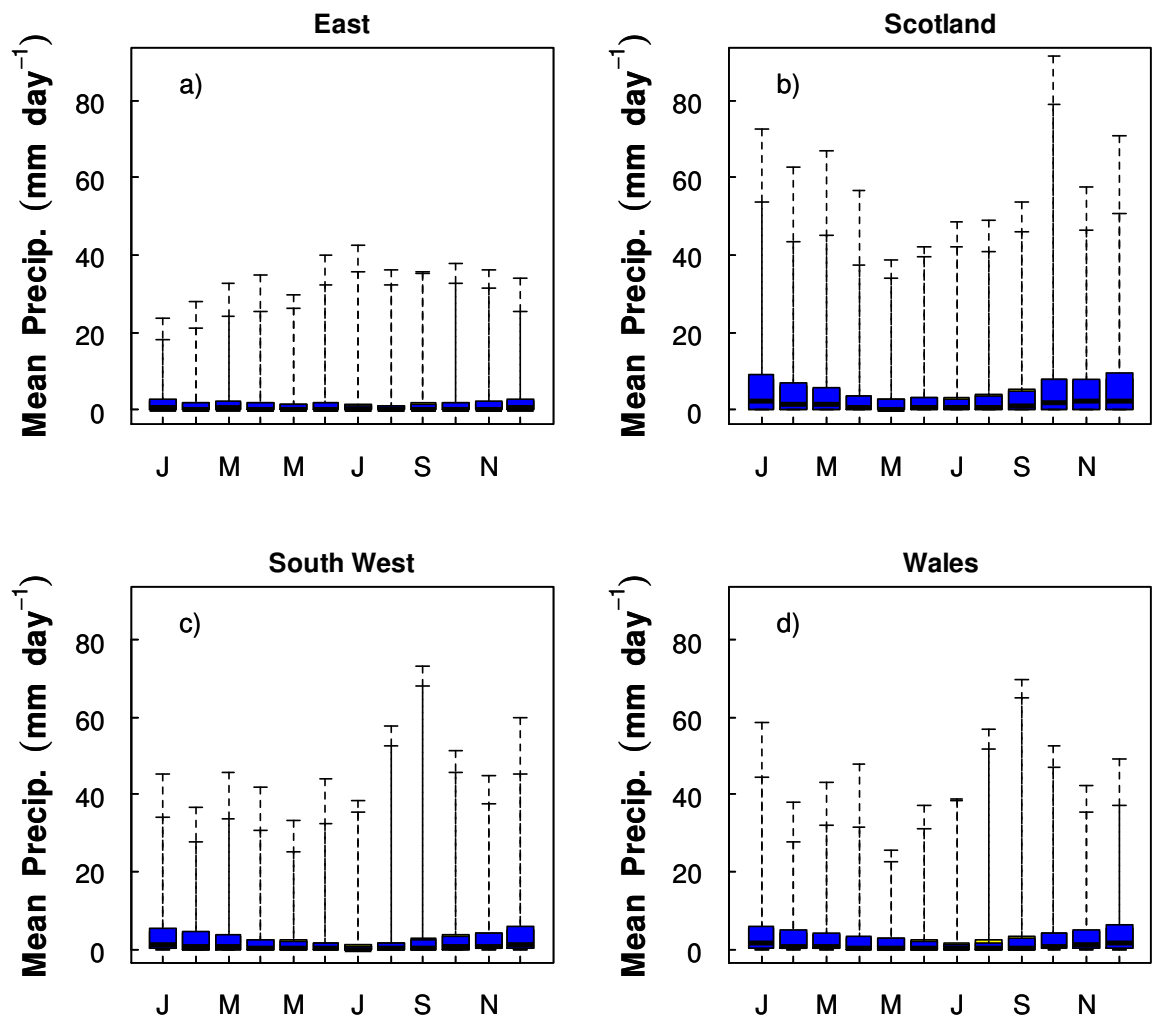 East
Mean Precip. (mm day⁻¹)
a)
80
60
40
20
0
J M M J S N
Scotland
Mean Precip. (mm day⁻¹)
b)
80
60
40
20
0
J M M J S N
South West
Mean Precip. (mm day⁻¹)
c)
80
60
40
20
0
J M M J S N
Wales
Mean Precip. (mm day⁻¹)
d)
80
60
40
20
0
J M M J S N